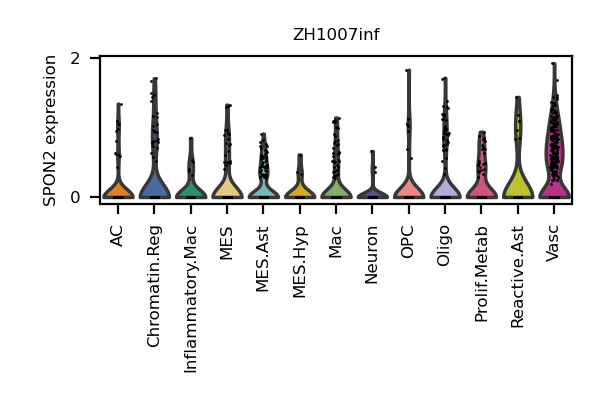 ZH1007inf
SPON2 expression
2
0
AC
Chromatin.Reg
Inflammatory.Mac
MES
MES.Ast
MES.Hyp
Mac
Neuron
OPC
Oligo
Prolif.Metab
Reactive.Ast
Vasc